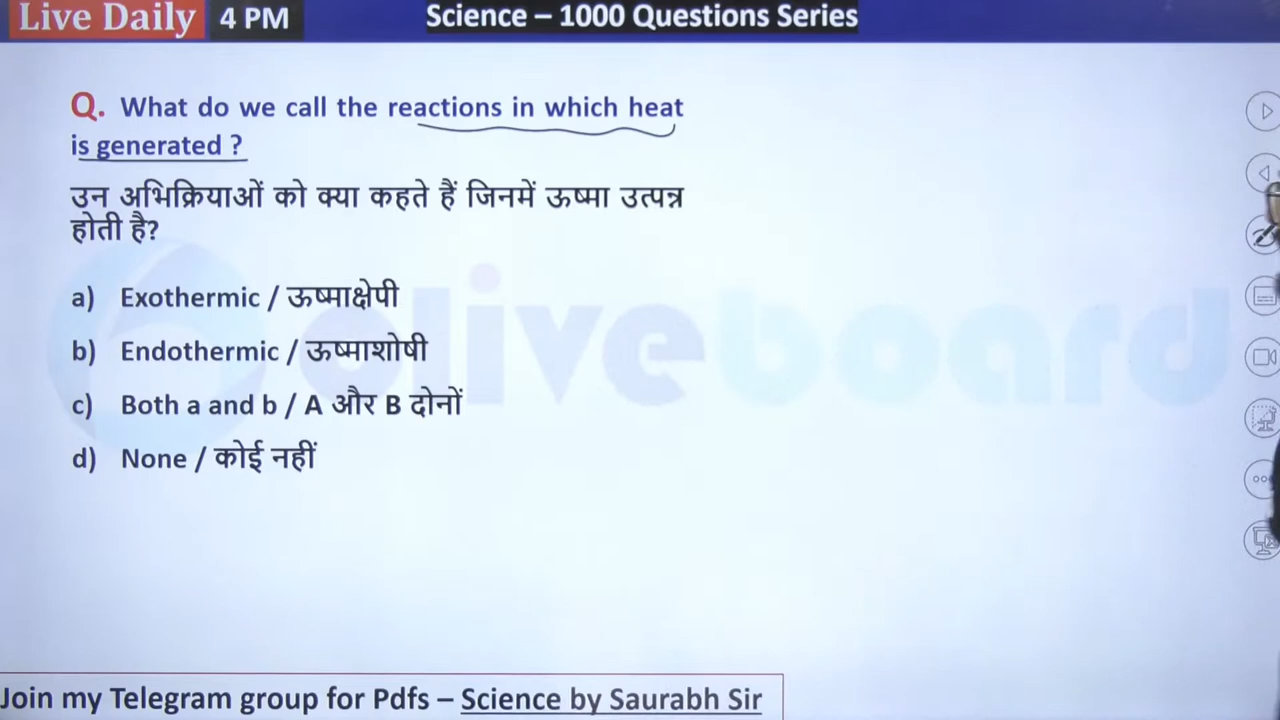 Live Daily 4 PM Science – 1000 Questions Series
Q. What do we call the reactions in which heat
is generated ?
उन अभिक्रियाओं को क्या कहते हैं जिनमें ऊष्मा उत्पन्न
होती है?
a) Exothermic / ऊष्माक्षेपी
b) Endothermic / ऊष्माशोषी
c) Both a and b / A और B दोनों
d) None / कोई नहीं
oliveboard
Join my Telegram group for Pdfs – Science by Saurabh Sir